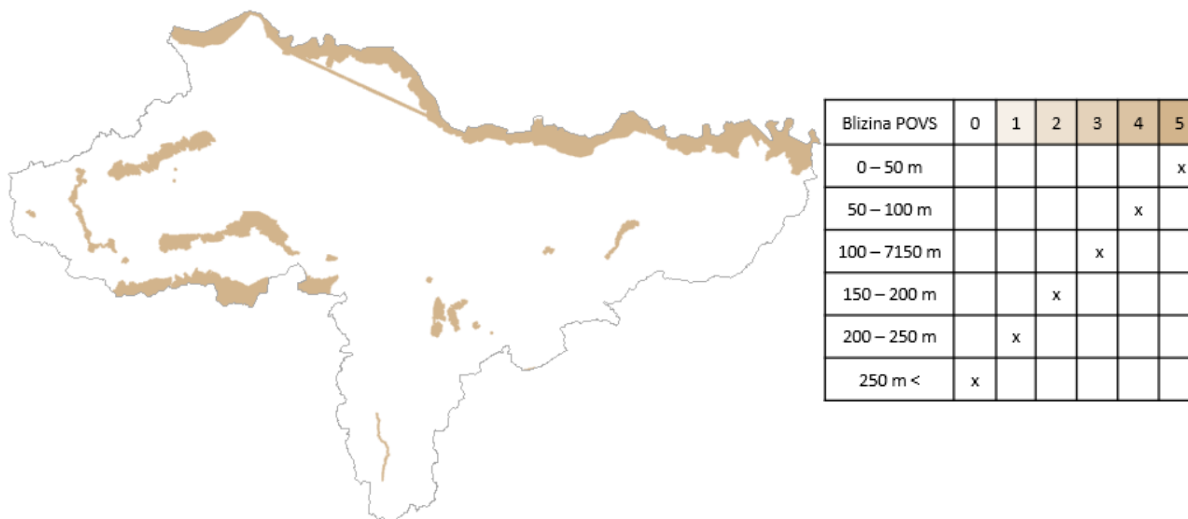 Blizina POVS 0 1 2 3 4 5
0 – 50 m x
50 – 100 m x
100 – 7150 m x
150 – 200 m x
200 – 250 m x
250 m < x